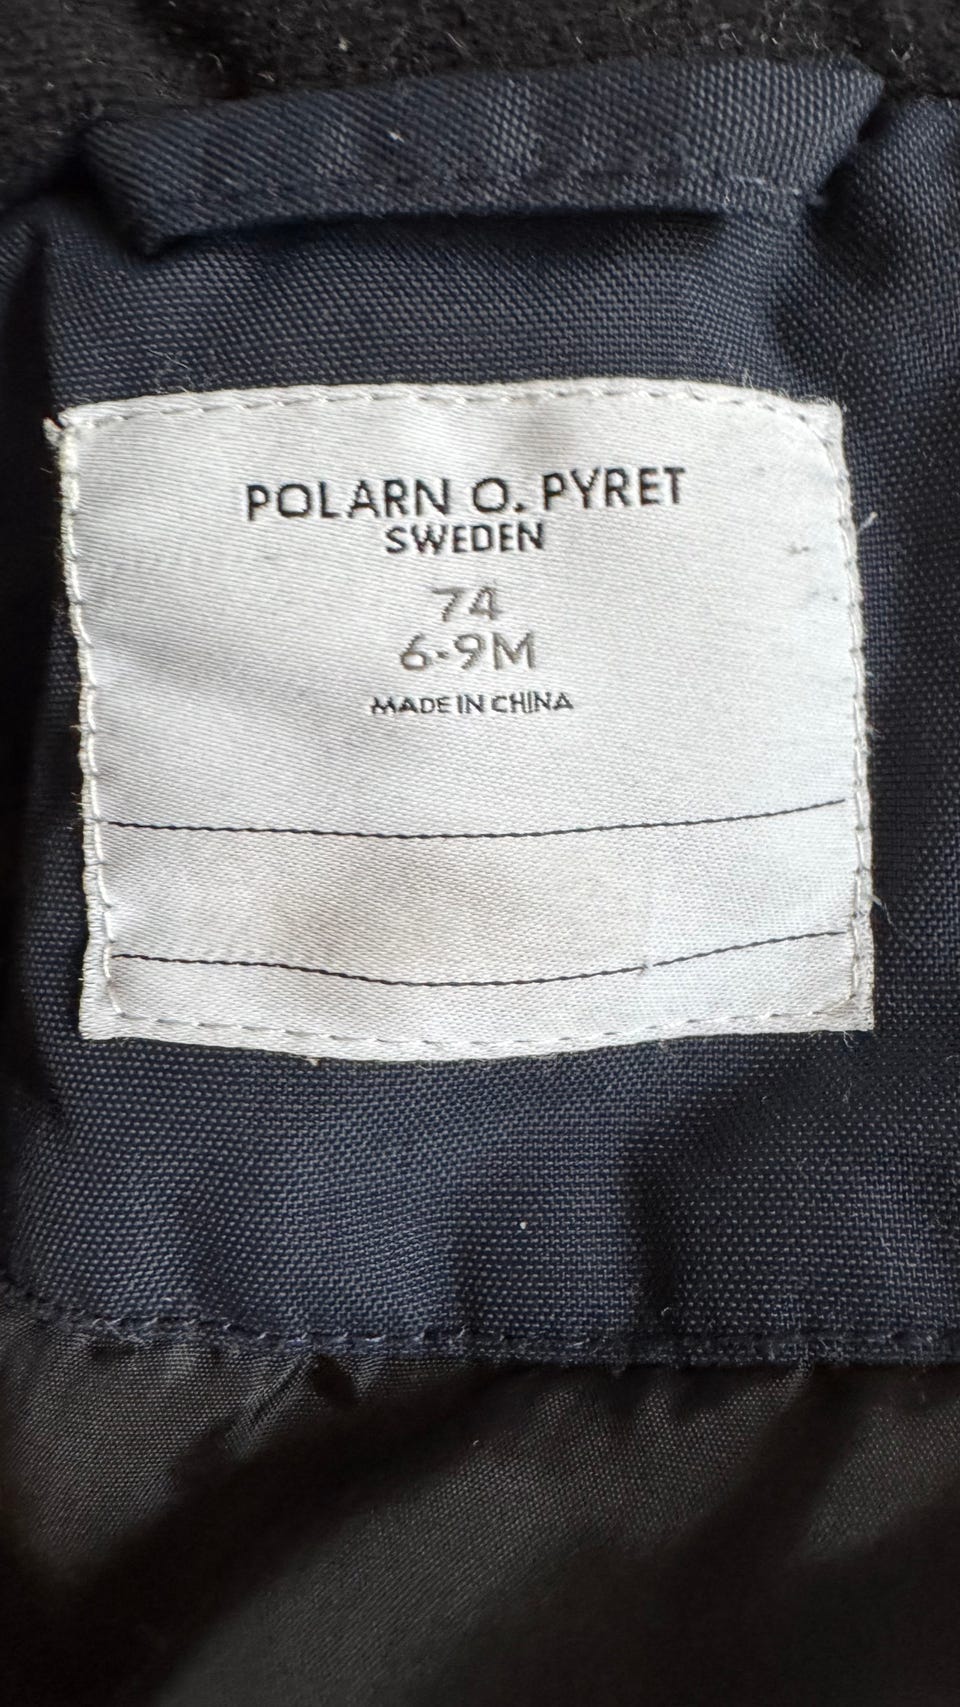 POLARN O. PYRET
SWEDEN
74
6-9M
MADE IN CHINA